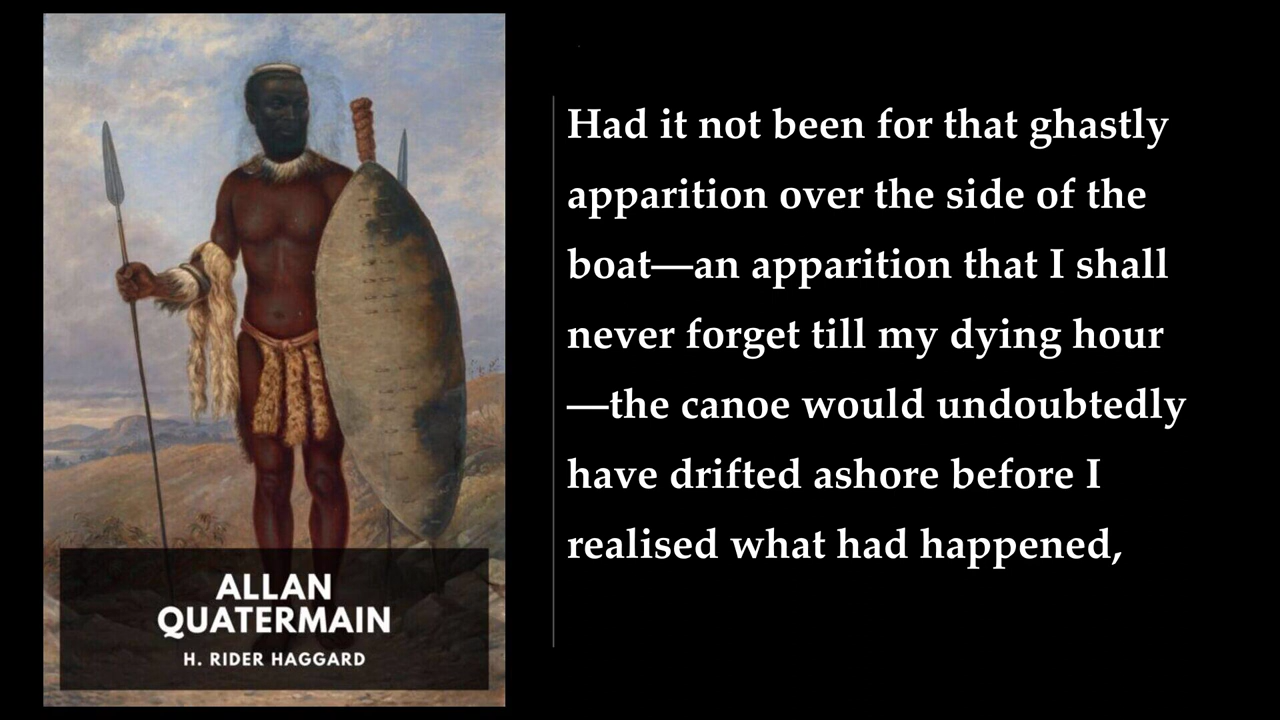 ALLAN
QUATERMAIN
H. RIDER HAGGARD
Had it not been for that ghastly
apparition over the side of the
boat—an apparition that I shall
never forget till my dying hour
—the canoe would undoubtedly
have drifted ashore before I
realised what had happened,